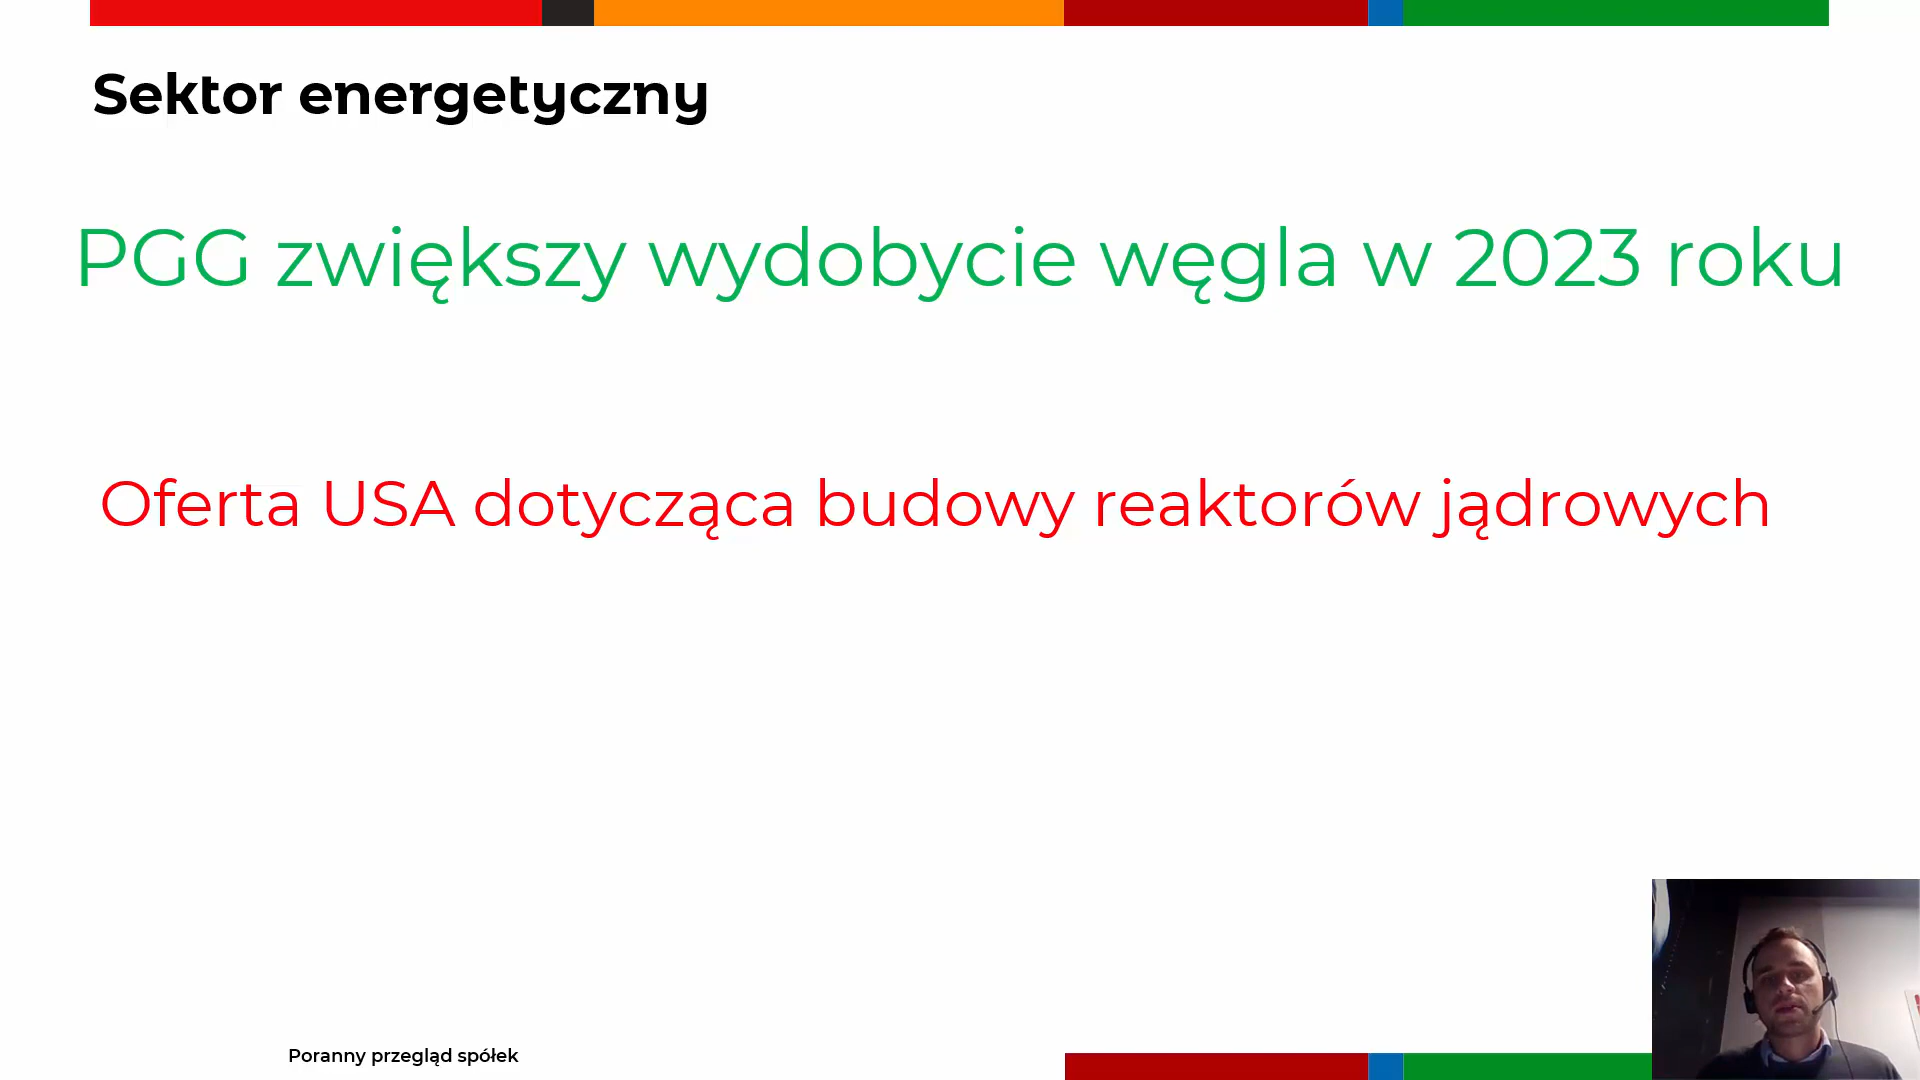 Sektor energetyczny
PGG zwiększy wydobycie węgla w 2023 roku
Oferta USA dotycząca budowy reaktorów jądrowych
Poranny przegląd spółek